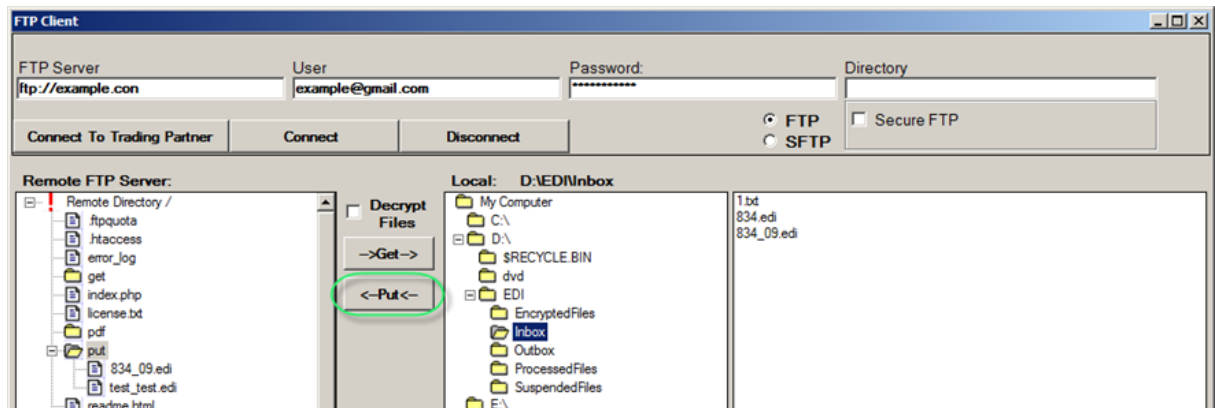 FTP Client
FTP Server User Password: Directory
ftp://example.con example@gmail.com ***********
Connect To Trading Partner Connect Disconnect
FTP
SFTP
Secure FTP
Remote FTP Server:
Remote Directory /
.ftpquota
.htaccess
error_log
get
index.php
license.txt
pdf
put
834_09.edi
test_test.edi
readme.html
Decrypt
Files
-->Get-->
<--Put<--
Local: D:\EDI\Inbox
My Computer
C:\
D:\
$RECYCLE.BIN
dvd
EDI
EncryptedFiles
Inbox
Outbox
ProcessedFiles
SuspendedFiles
E:\
1.txt
834.edi
834_09.edi